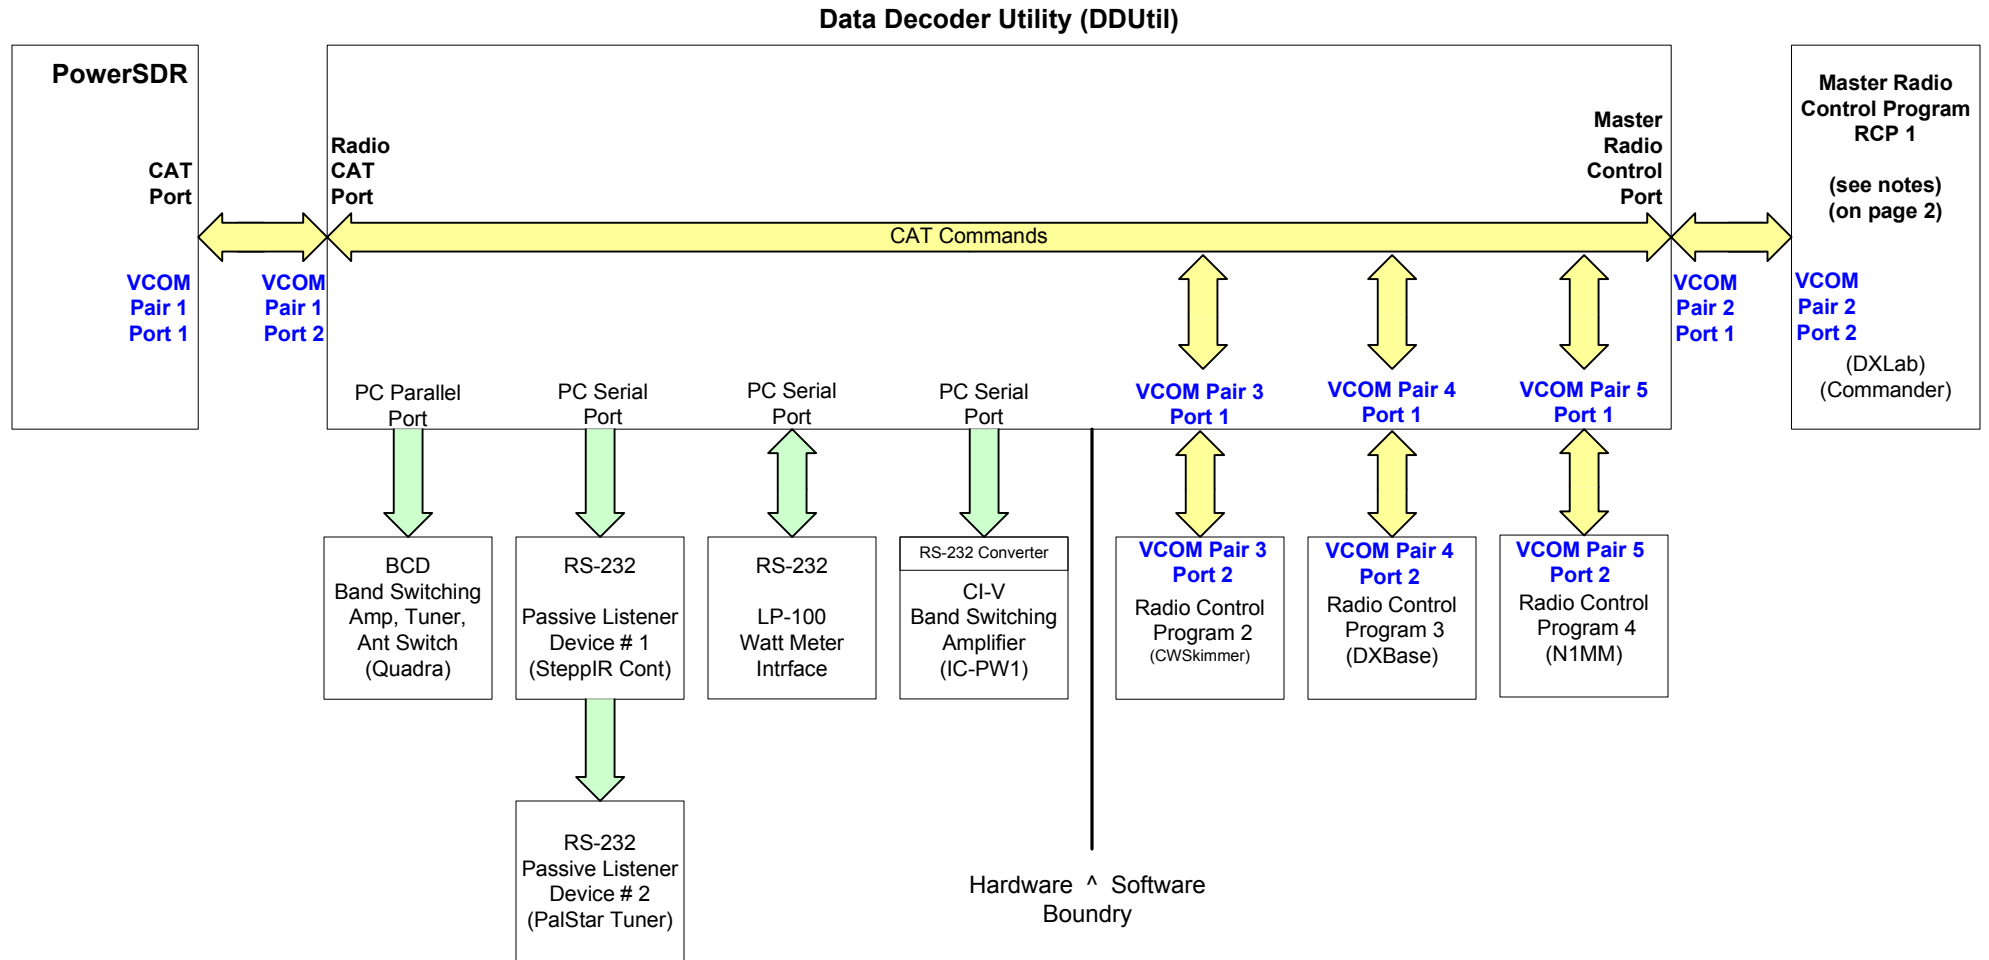 Data Decoder Utility (DDUtil)
PowerSDR
CAT
Port
VCOM
Pair 1
Port 1
Radio
CAT
Port
VCOM
Pair 1
Port 2
CAT Commands
Master
Radio
Control
Port
VCOM
Pair 2
Port 1
Master Radio
Control Program
RCP 1
(see notes)
(on page 2)
VCOM
Pair 2
Port 2
(DXLab)
(Commander)
PC Parallel
Port
PC Serial
Port
PC Serial
Port
PC Serial
Port
VCOM Pair 3
Port 1
VCOM Pair 4
Port 1
VCOM Pair 5
Port 1
BCD
Band Switching
Amp, Tuner,
Ant Switch
(Quadra)
RS-232
Passive Listener
Device # 1
(SteppIR Cont)
RS-232
LP-100
Watt Meter
Intrface
RS-232 Converter
CI-V
Band Switching
Amplifier
(IC-PW1)
VCOM Pair 3
Port 2
Radio Control
Program 2
(CWSkimmer)
VCOM Pair 4
Port 2
Radio Control
Program 3
(DXBase)
VCOM Pair 5
Port 2
Radio Control
Program 4
(N1MM)
RS-232
Passive Listener
Device # 2
(PalStar Tuner)
Hardware ^ Software
Boundry